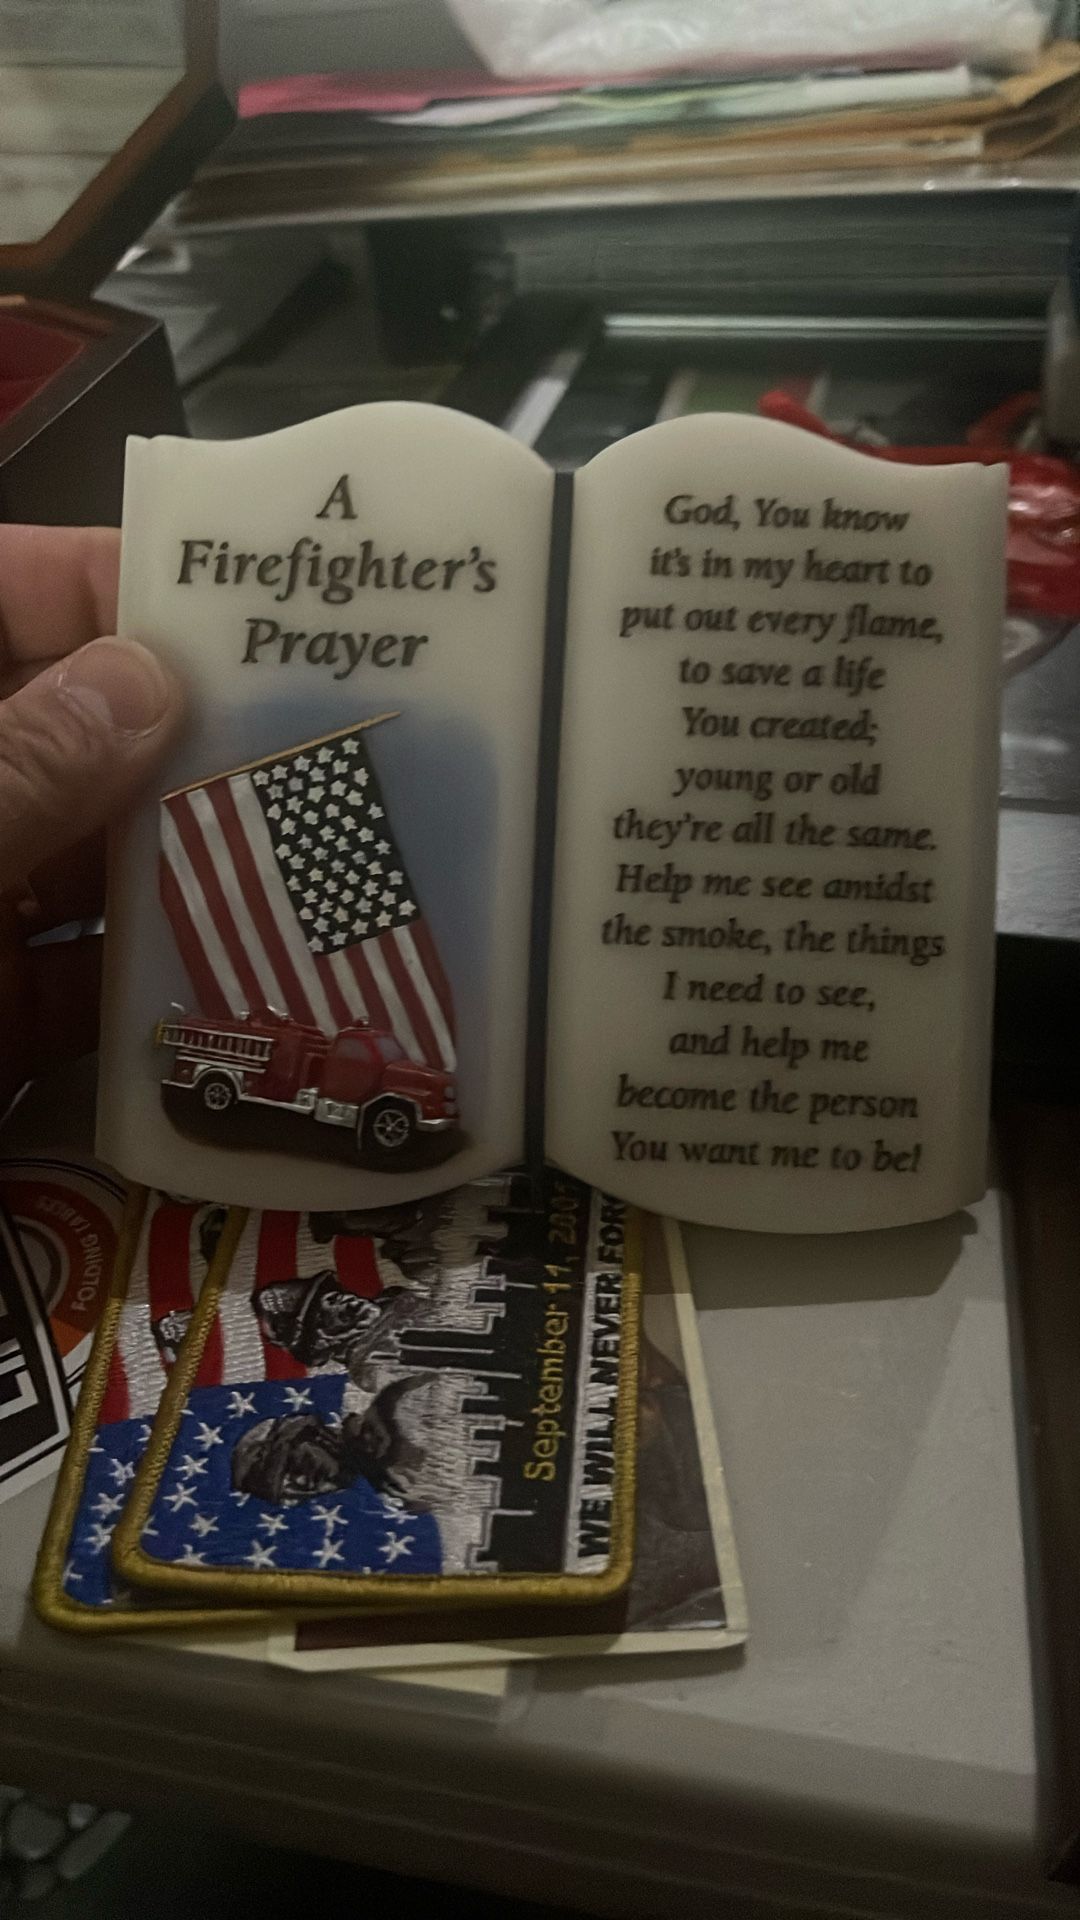 A
Firefighter's
Prayer
God, You know
it's in my heart to
put out every flame,
to save a life
You created;
young or old
they're all the same.
Help me see amidst
the smoke, the things
I need to see,
and help me
become the person
You want me to be!
FOLDING TABLES
September 11, 2001
WE WILL NEVER FOR